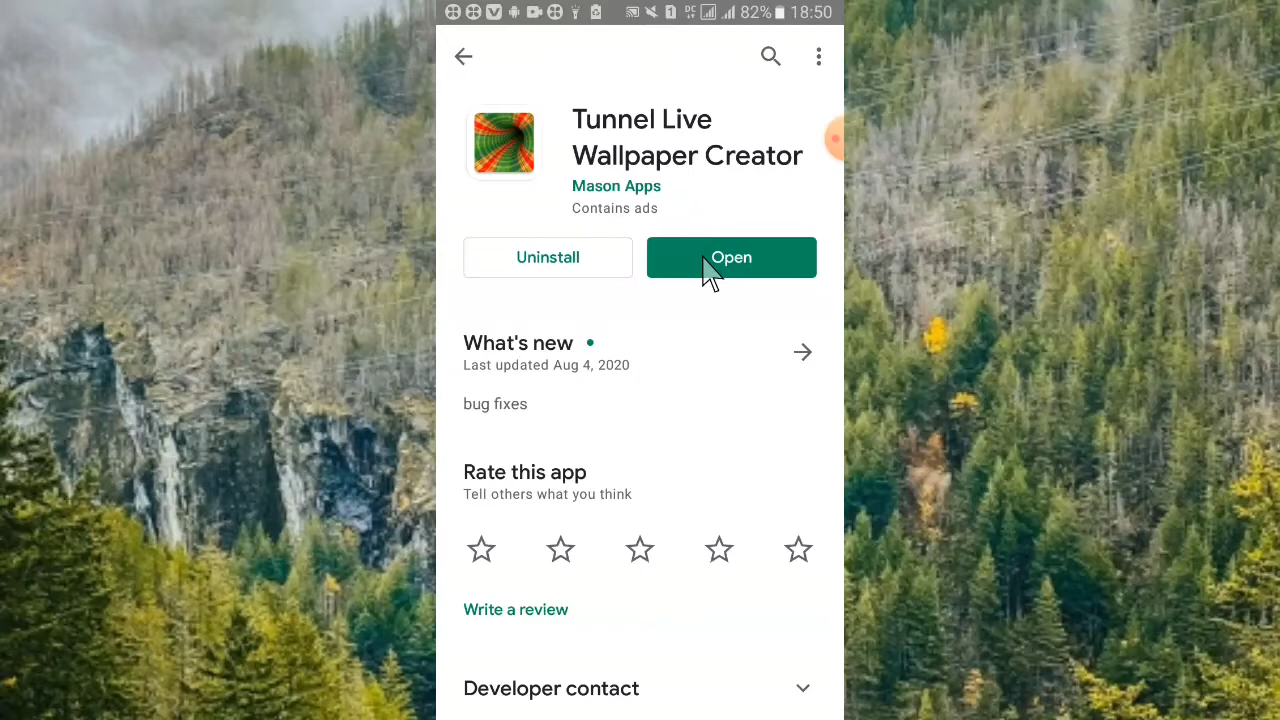 82% 18:50
Tunnel Live
Wallpaper Creator
Mason Apps
Contains ads
Uninstall
Open
What's new
Last updated Aug 4, 2020
bug fixes
Rate this app
Tell others what you think
Write a review
Developer contact